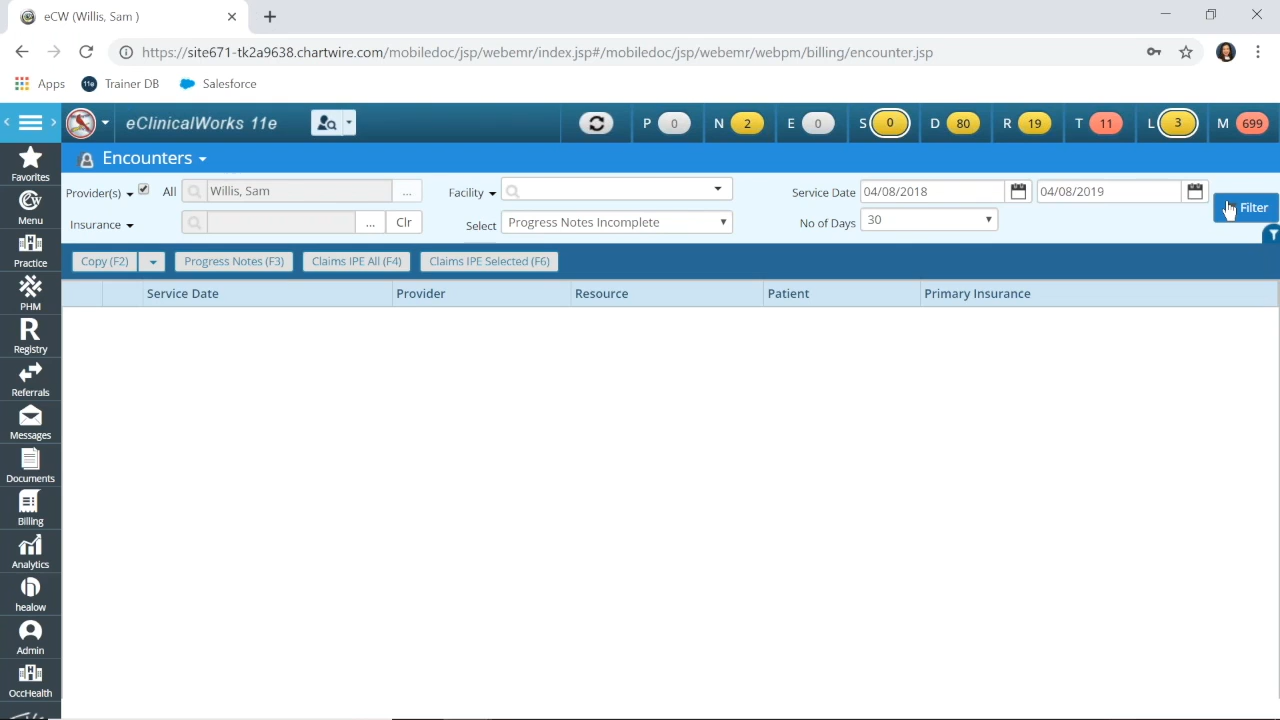 eCW (Willis, Sam )
https://site671-tk2a9638.chartwire.com/mobiledoc/jsp/webemr/index.jsp#/mobiledoc/jsp/webemr/webpm/billing/encounter.jsp
Apps 11e Trainer DB Salesforce
eClinicalWorks 11e P 0 N 2 E 0 S 0 D 80 R 19 T 11 L 3 M 699
Encounters
Provider(s) All Willis, Sam ... Facility Service Date 04/08/2018 04/08/2019 Filter
Insurance ... Clr Select Progress Notes Incomplete No of Days 30
Copy (F2) Progress Notes (F3) Claims IPE All (F4) Claims IPE Selected (F6)
Service Date Provider Resource Patient Primary Insurance
Favorites
Menu
Practice
PHM
R
Registry
Referrals
Messages
Documents
Billing
Analytics
healow
Admin
OccHealth